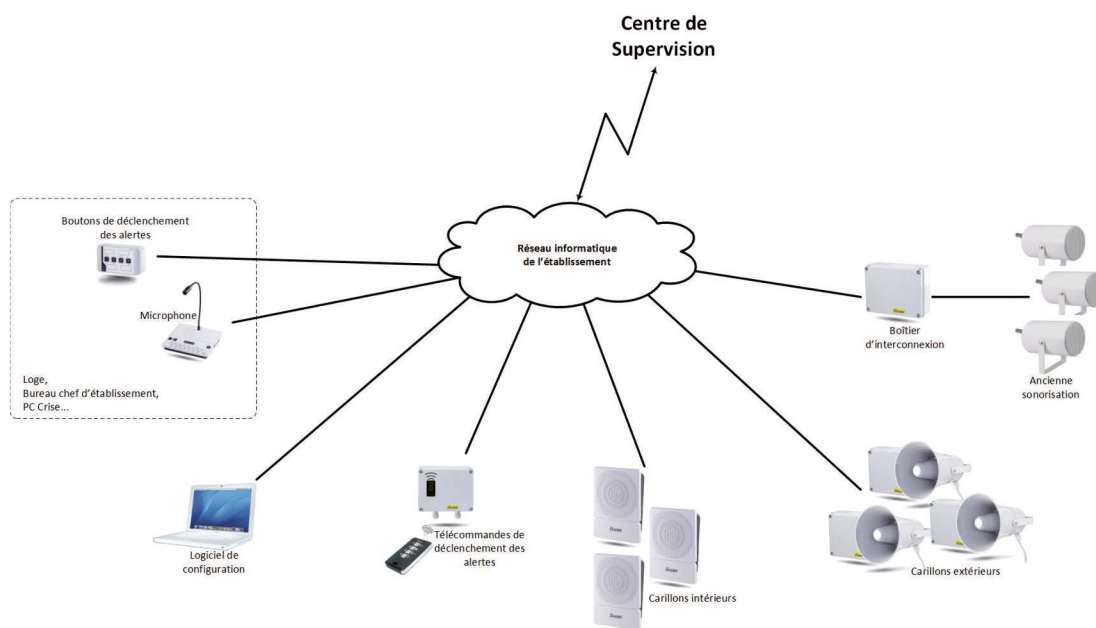 Centre de
Supervision
Boutons de déclenchement
des alertes
Réseau informatique
de l'établissement
Microphone
Boîtier
d'interconnexion
Loge,
Bureau chef d'établissement,
PC Crise...
Ancienne
sonorisation
Logiciel de
configuration
Télécommandes de
déclenchement des
alertes
Carillons intérieurs
Carillons extérieurs